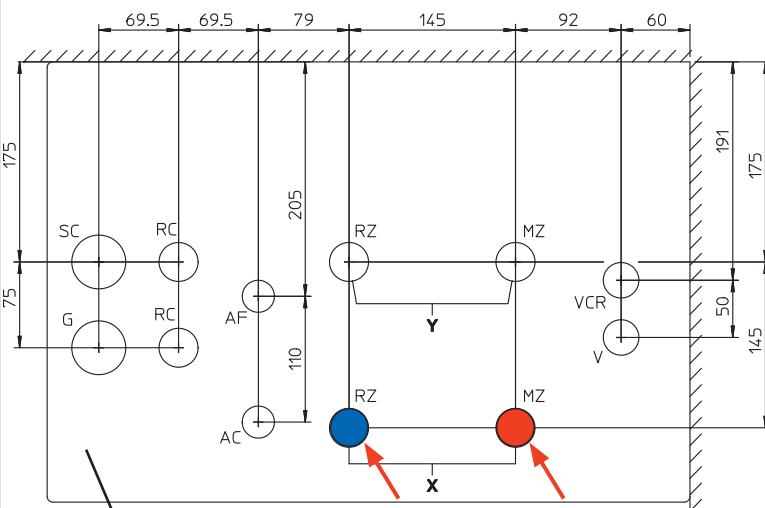 69.5 69.5 79 145 92 60
175
191
175
205
SC RC RZ MZ
75
G RC AF
Y
VCR
50
V
145
110
RZ MZ
AC
X